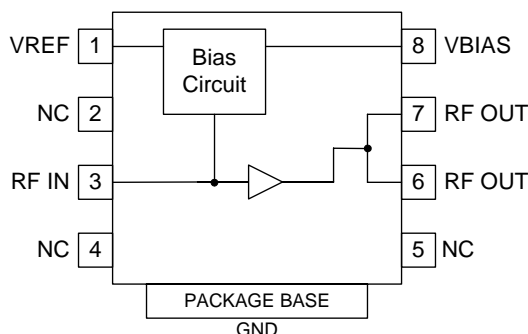 VREF 1 Bias Circuit 8 VBIAS
NC 2 7 RF OUT
RF IN 3 6 RF OUT
NC 4 5 NC
PACKAGE BASE
GND